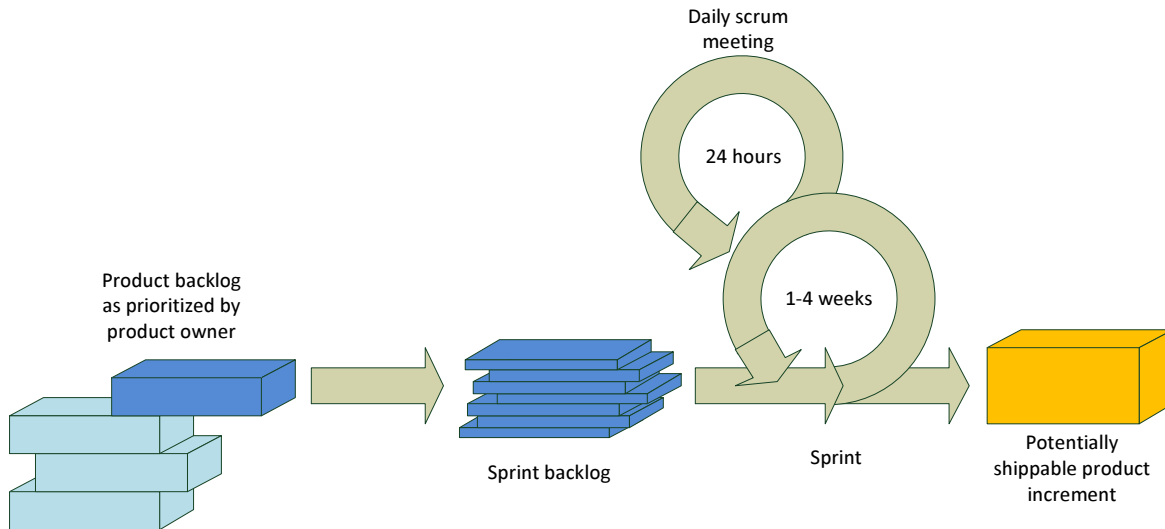 Daily scrum
meeting
24 hours
1-4 weeks
Product backlog
as prioritized by
product owner
Sprint backlog
Sprint
Potentially
shippable product
increment